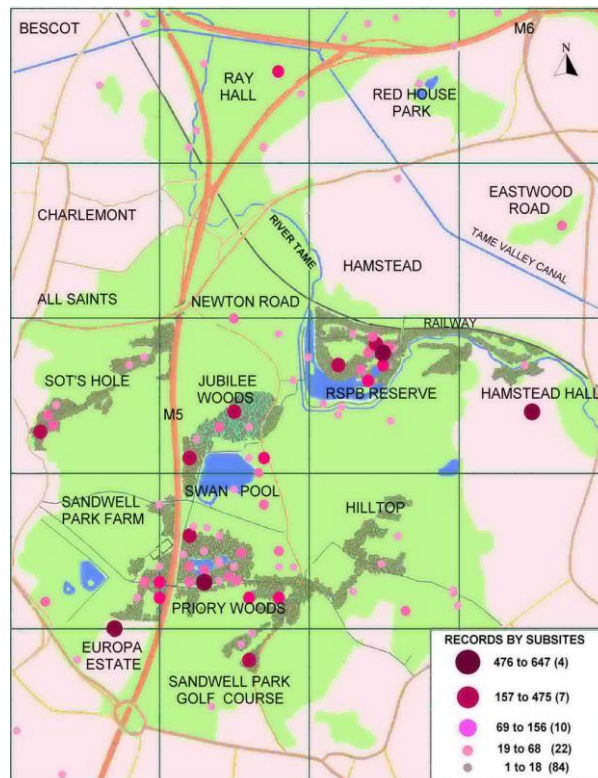 BESCOT
M6
N
RAY
HALL
RED HOUSE
PARK
CHARLEMONT
EASTWOOD
ROAD
RIVER TAME
HAMSTEAD
TAME VALLEY CANAL
ALL SAINTS
NEWTON ROAD
RAILWAY
SOT'S HOLE
JUBILEE
WOODS
RSPB RESERVE
HAMSTEAD HALL
M5
SWAN POOL
SANDWELL
PARK FARM
HILLTOP
PRIORY WOODS
EUROPA
ESTATE
SANDWELL PARK
GOLF COURSE
RECORDS BY SUBSITES
476 to 647 (4)
157 to 475 (7)
69 to 156 (10)
19 to 68 (22)
1 to 18 (84)